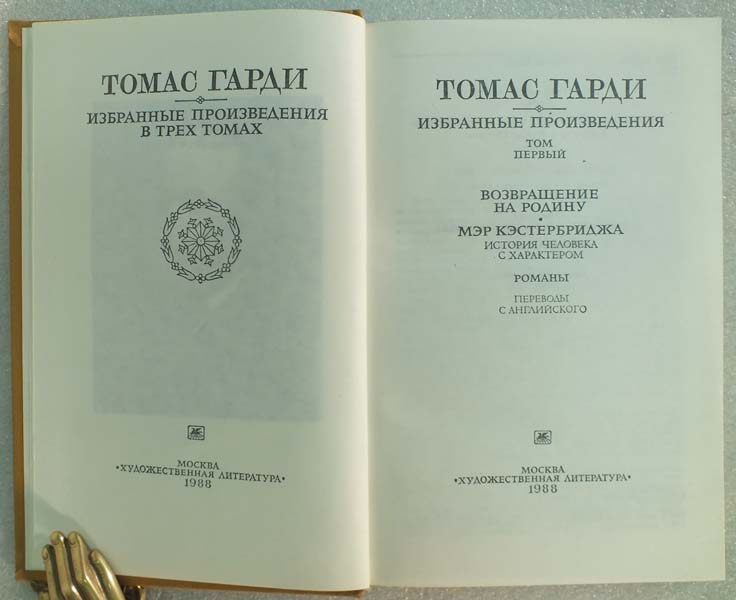 ТОМАС ГАРДИ
ИЗБРАННЫЕ ПРОИЗВЕДЕНИЯ
В ТРЕХ ТОМАХ
МОСКВА
«ХУДОЖЕСТВЕННАЯ ЛИТЕРАТУРА»
1988
ТОМАС ГАРДИ
ИЗБРАННЫЕ ПРОИЗВЕДЕНИЯ
ТОМ
ПЕРВЫЙ
ВОЗВРАЩЕНИЕ
НА РОДИНУ
•
МЭР КЭСТЕРБРИДЖА
ИСТОРИЯ ЧЕЛОВЕКА
С ХАРАКТЕРОМ
РОМАНЫ
ПЕРЕВОДЫ
С АНГЛИЙСКОГО
МОСКВА
«ХУДОЖЕСТВЕННАЯ ЛИТЕРАТУРА»
1988